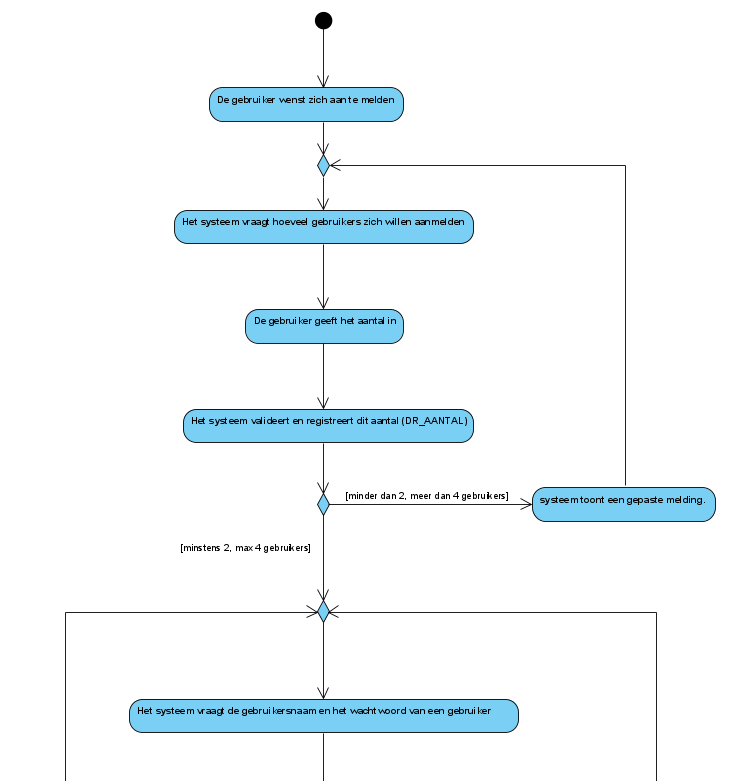 De gebruiker wenst zich aan te melden
Het systeem vraagt hoeveel gebruikers zich willen aanmelden
De gebruiker geeft het aantal in
Het systeem valideert en registreert dit aantal (DR_AANTAL)
[minder dan 2, meer dan 4 gebruikers]
systeem toont een gepaste melding.
[minstens 2, max 4 gebruikers]
Het systeem vraagt de gebruikersnaam en het wachtwoord van een gebruiker